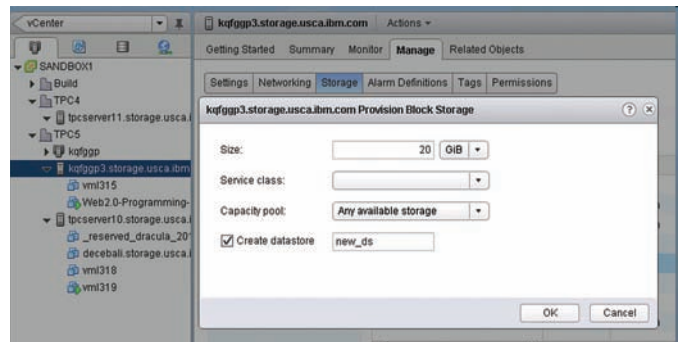 vCenter
kqfggp3.storage.usca.ibm.com Actions
Getting Started Summary Monitor Manage Related Objects
Settings Networking Storage Alarm Definitions Tags Permissions
SANDBOX1
Build
TPC4
tpcserver11.storage.usca.i
TPC5
kqfggp
kqfggp3.storage.usca.ibm
vml315
Web2.0-Programming-
tpcserver10.storage.usca.i
_reserved_dracula_20
decebali.storage.usca.i
vml318
vml319
kqfggp3.storage.usca.ibm.com Provision Block Storage
Size: 20 GiB
Service class:
Capacity pool: Any available storage
Create datastore new_ds
OK Cancel